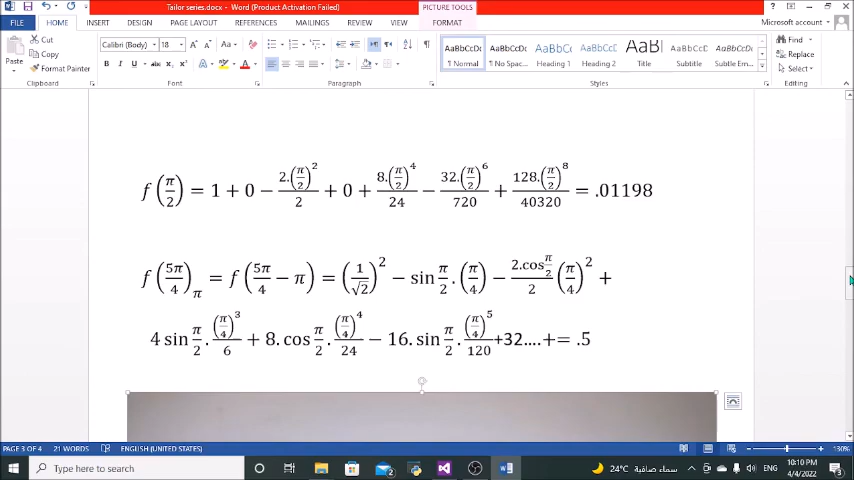 Tailor series.docx - Word (Product Activation Failed)
PICTURE TOOLS
FILE HOME INSERT DESIGN PAGE LAYOUT REFERENCES MAILINGS REVIEW VIEW FORMAT
Microsoft account
Paste
Cut
Copy
Format Painter
Clipboard
Calibri (Body) 18
Font
Paragraph
AaBbCcDc AaBbCcDc AaBbCc AaBbCc AaB AaBbCcD AaBbCcDc
¶ Normal ¶ No Spac... Heading 1 Heading 2 Title Subtitle Subtle Em...
Styles
Find
Replace
Select
Editing
f(π/2) = 1 + 0 − 2.(π/2)²/2 + 0 + 8.(π/2)⁴/24 − 32.(π/2)⁶/720 + 128.(π/2)⁸/40320 = .01198
f(5π/4)π = f(5π/4 − π) = (1/√2)² − sin π/2 . (π/4) − 2.cos π/2 /2 (π/4)² +
4 sin π/2 . (π/4)³/6 + 8. cos π/2 . (π/4)⁴/24 − 16. sin π/2 . (π/4)⁵/120 +32....+= .5
PAGE 3 OF 4 21 WORDS ENGLISH (UNITED STATES) 130%
Type here to search
24°C سماء صافية
ENG
10:10 PM
4/4/2022
3